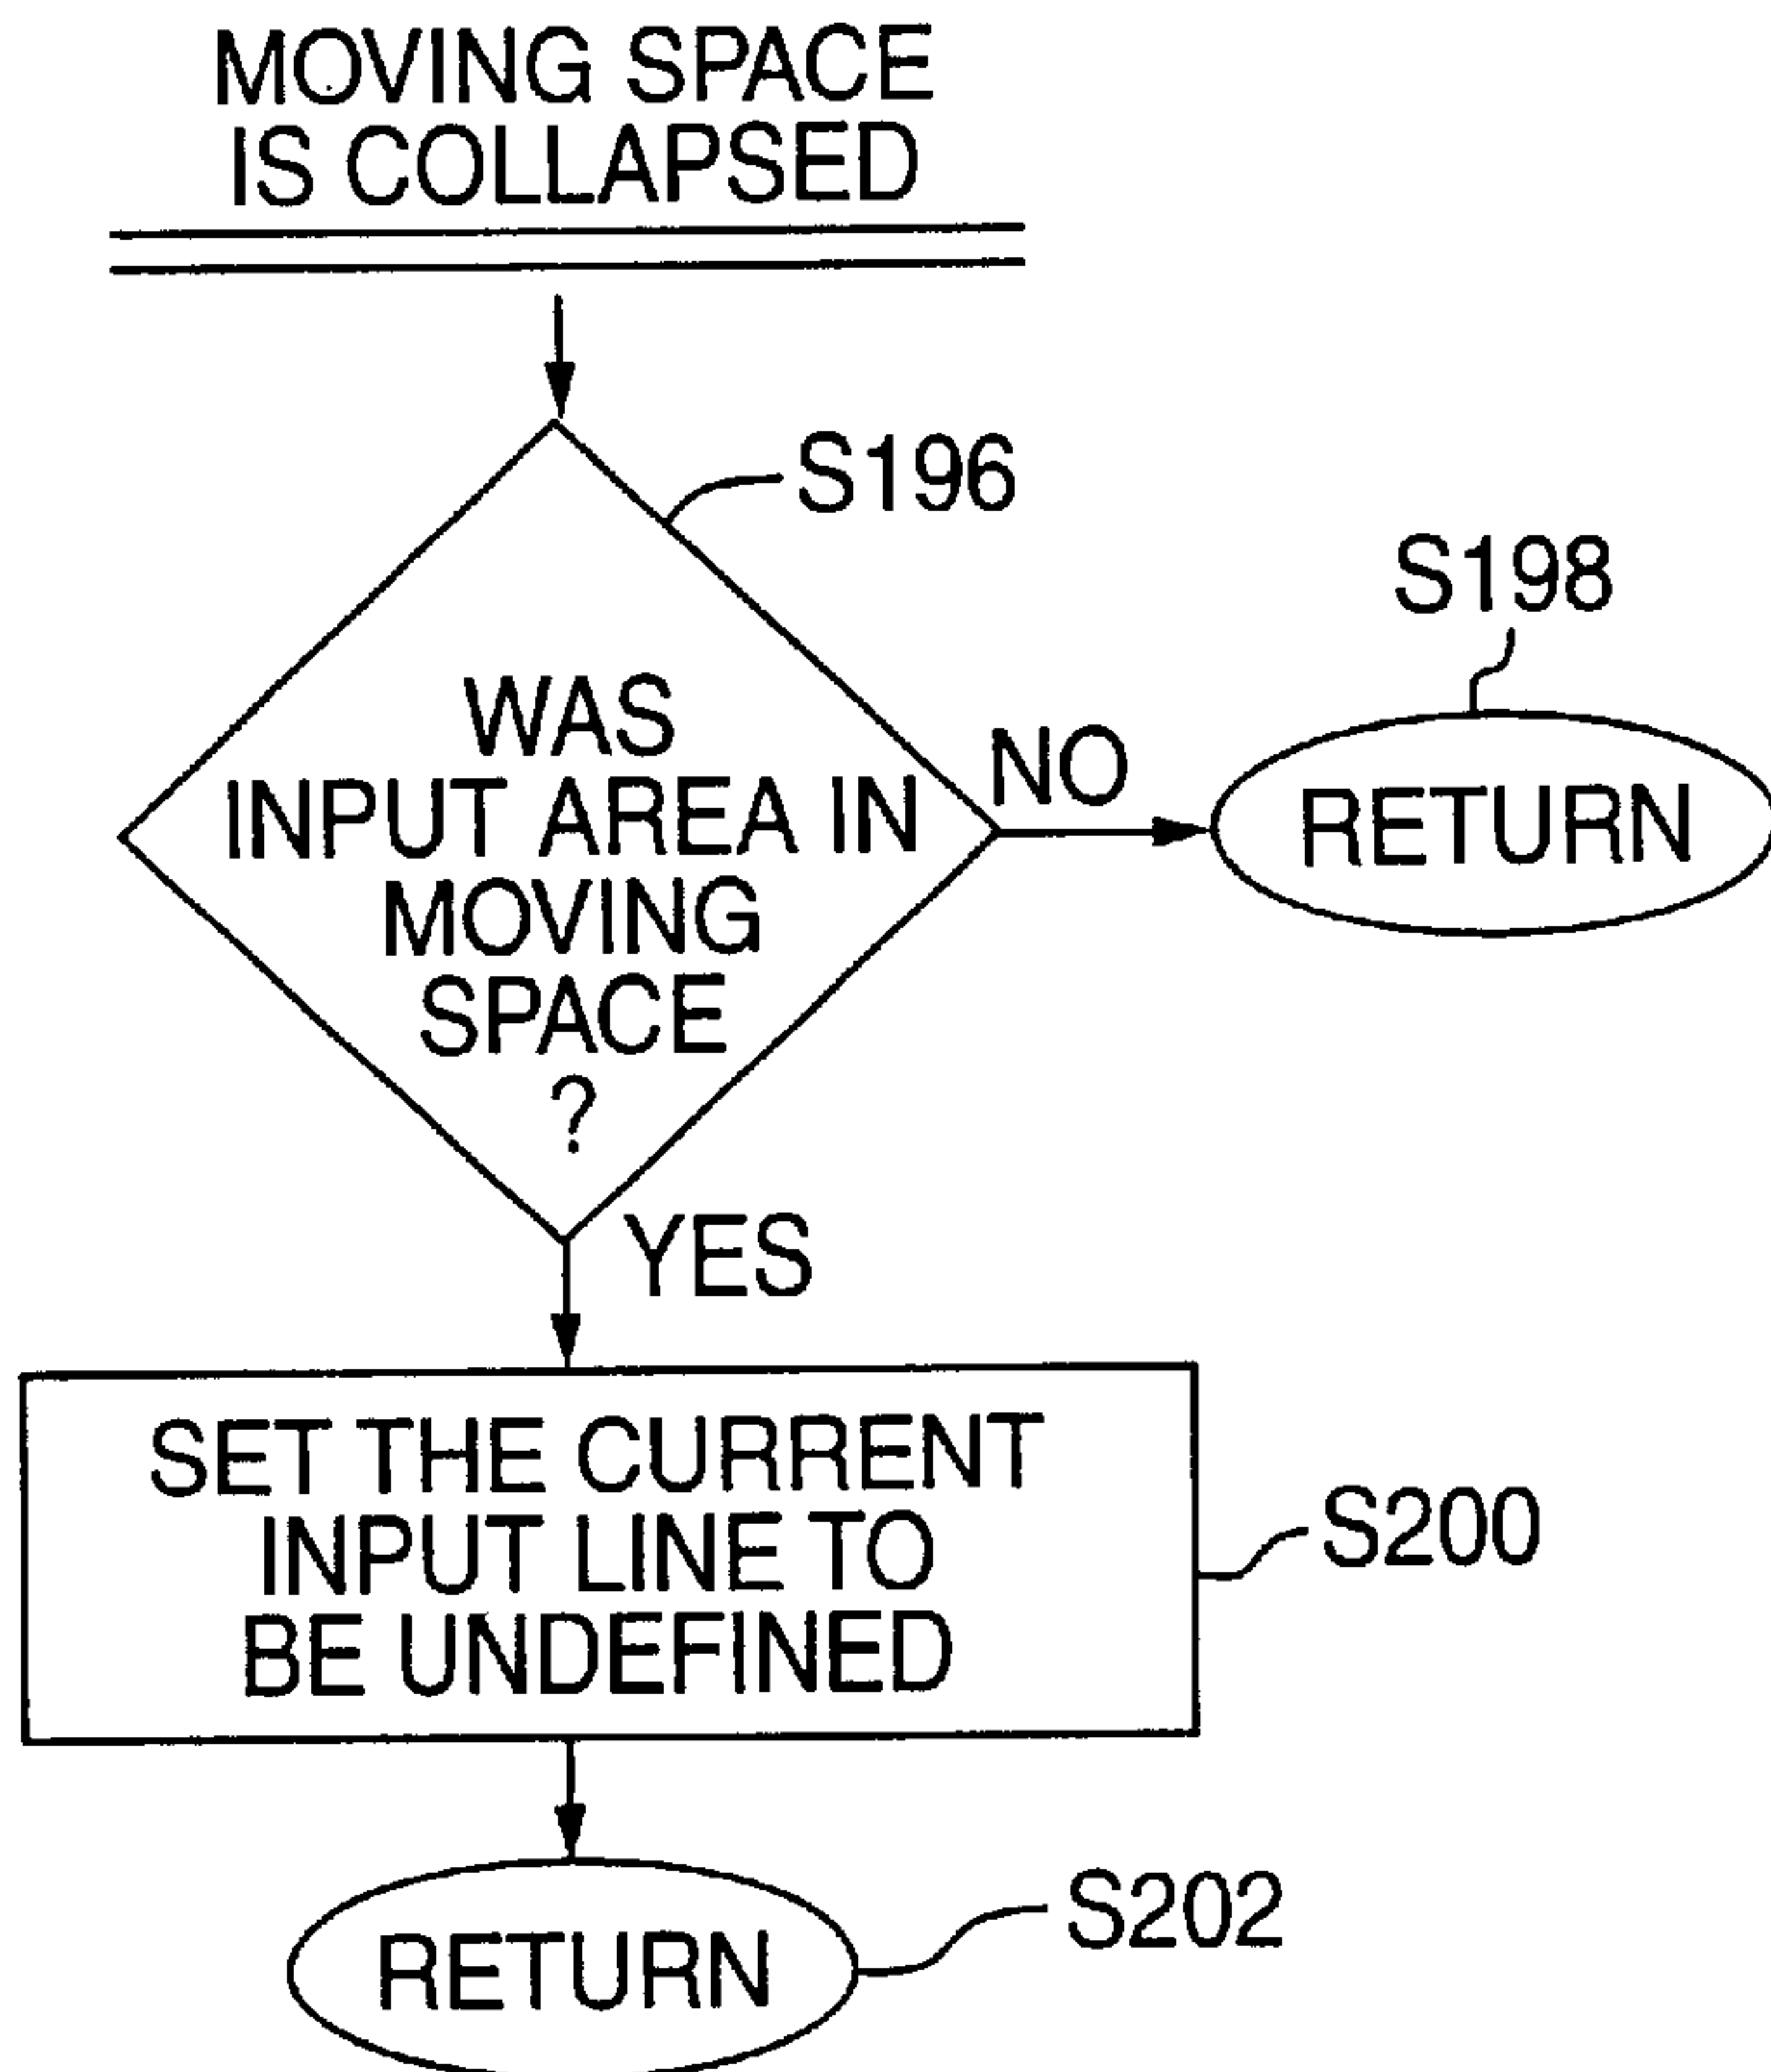 MOVING SPACE
IS COLLAPSED
S196
S198
WAS
INPUT AREA IN
MOVING
SPACE
?
NO
RETURN
YES
SET THE CURRENT
INPUT LINE TO
BE UNDEFINED
S200
RETURN
S202